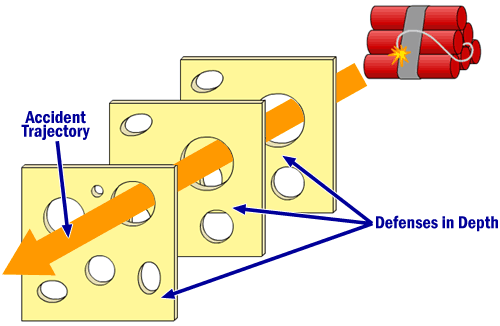 Accident
Trajectory
Defenses in Depth